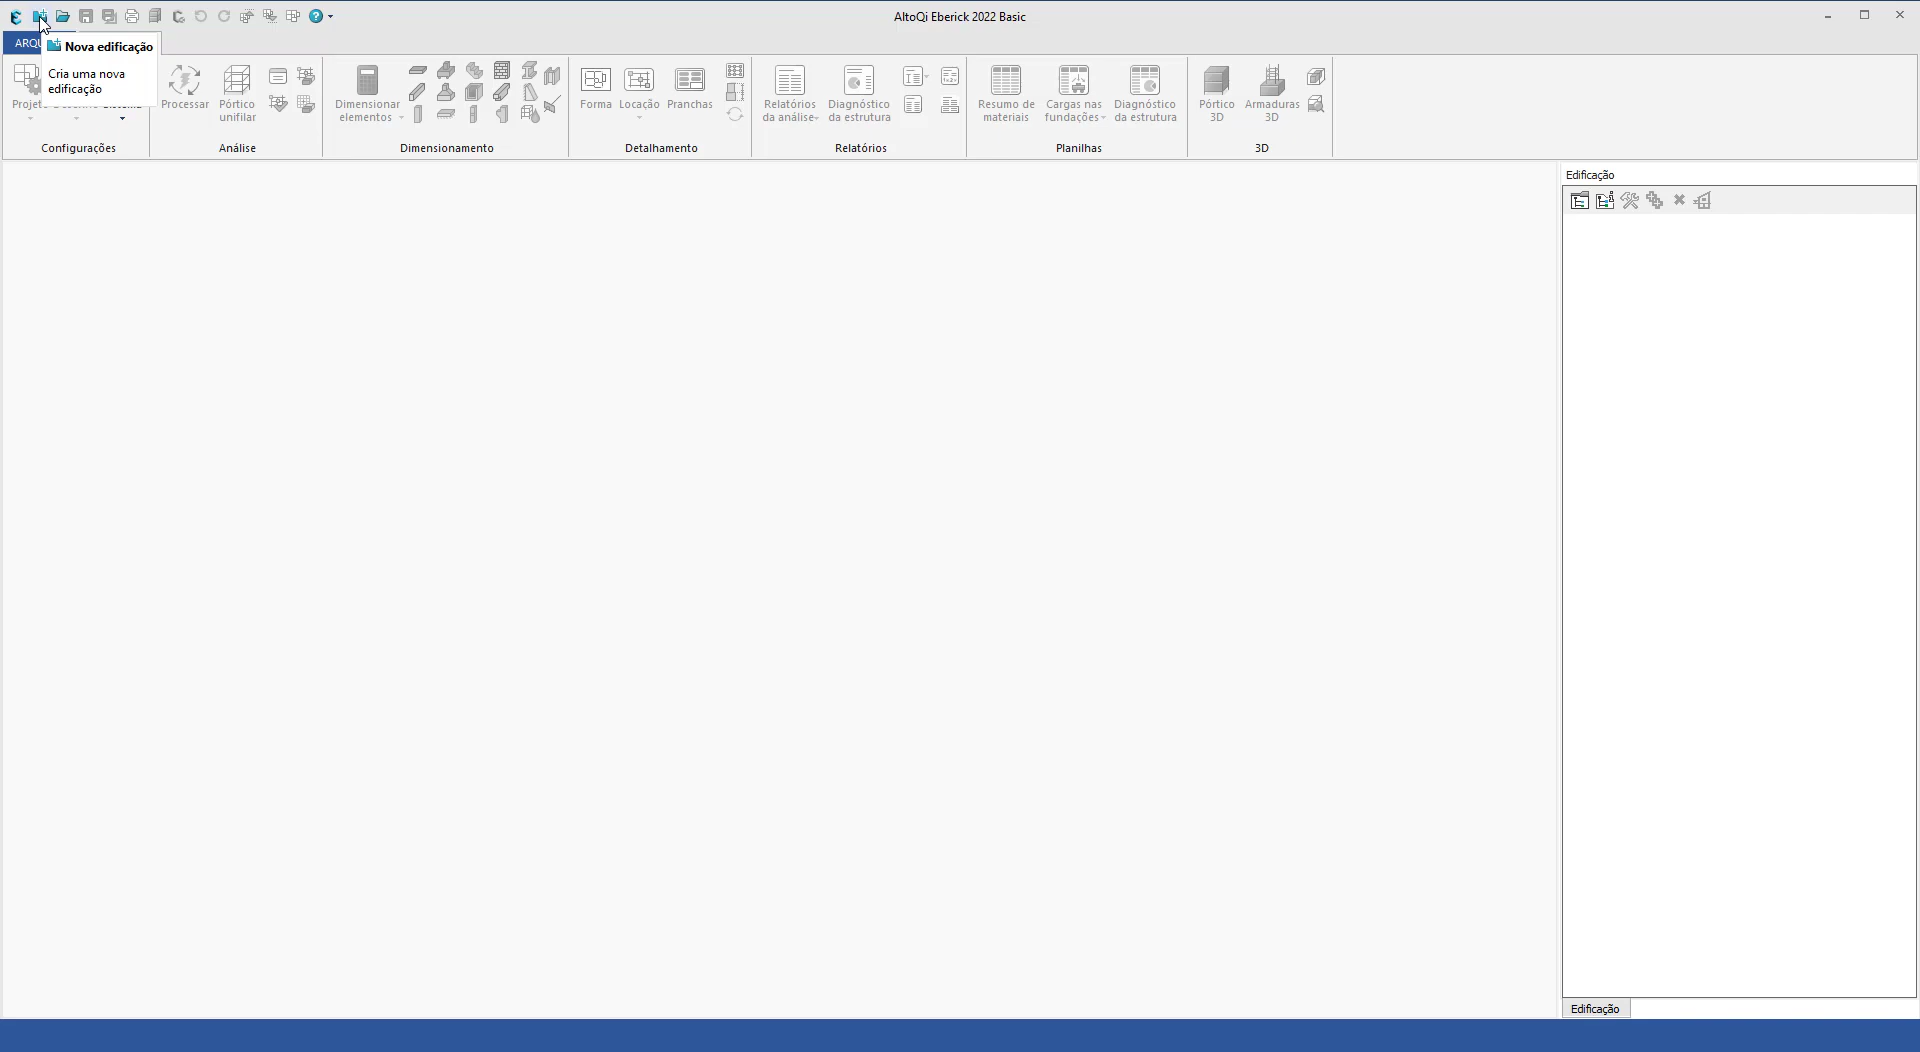 AltoQi Eberick 2022 Basic
ARQU
Nova edificação
Cria uma nova
edificação
Processar
Pórtico
unifilar
Dimensionar
elementos
Forma
Locação
Pranchas
Relatórios
da análise
Diagnóstico
da estrutura
Resumo de
materiais
Cargas nas
fundações
Diagnóstico
da estrutura
Pórtico
3D
Armaduras
3D
Configurações
Análise
Dimensionamento
Detalhamento
Relatórios
Planilhas
3D
Edificação
Edificação